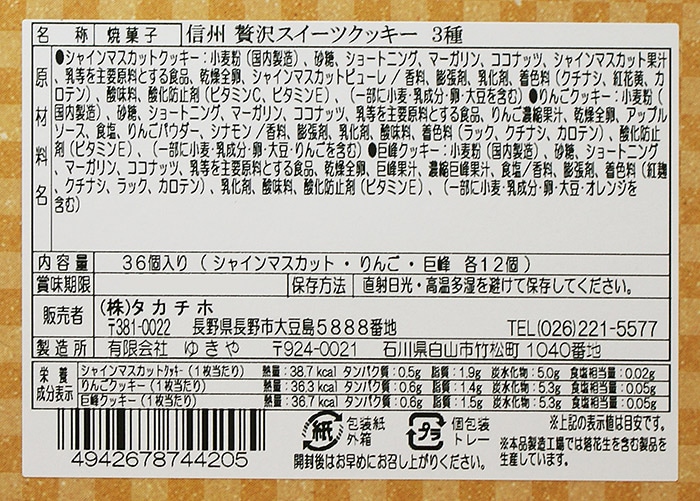 名称 焼菓子 信州 贅沢スイーツクッキー 3種
原材料名
●シャインマスカットクッキー：小麦粉（国内製造）、砂糖、ショートニング、マーガリン、ココナッツ、シャインマスカット果汁
、乳等を主要原料とする食品、乾燥全卵、シャインマスカットピューレ／香料、膨張剤、乳化剤、着色料（クチナシ、紅花黄、カ
ロテン）、酸味料、酸化防止剤（ビタミンC、ビタミンE）、（一部に小麦・乳成分・卵・大豆を含む）●りんごクッキー：小麦粉（
国内製造）、砂糖、ショートニング、マーガリン、ココナッツ、乳等を主要原料とする食品、りんご濃縮果汁、乾燥全卵、アップル
ソース、食塩、りんごパウダー、シナモン／香料、膨張剤、乳化剤、酸味料、着色料（ラック、クチナシ、カロテン）、酸化防止
剤（ビタミンE）、（一部に小麦・乳成分・卵・大豆・りんごを含む）●巨峰クッキー：小麦粉（国内製造）、砂糖、ショートニング
、マーガリン、ココナッツ、乳等を主要原料とする食品、乾燥全卵、巨峰果汁、濃縮巨峰果汁、食塩／香料、膨張剤、着色料（紅麹
、クチナシ、ラック、カロテン）、乳化剤、酸味料、酸化防止剤（ビタミンE）、（一部に小麦・乳成分・卵・大豆・オレンジを
含む）
内容量 36個入り（シャインマスカット・りんご・巨峰 各12個）
賞味期限 保存方法 直射日光・高温多湿を避けて保存してください。
販売者 （株）タカチホ
〒381-0022 長野県長野市大豆島5888番地 TEL(026)221-5577
製造所 有限会社 ゆきや 〒924-0021 石川県白山市竹松町1040番地
栄養成分表示
シャインマスカットクッキー（1枚当たり） 熱量：38.7kcal タンパク質：0.5g 脂質：1.9g 炭水化物：5.0g 食塩相当量：0.02g
りんごクッキー（1枚当たり） 熱量：36.3kcal タンパク質：0.6g 脂質：1.4g 炭水化物：5.3g 食塩相当量：0.05g
巨峰クッキー（1枚当たり） 熱量：36.7kcal タンパク質：0.6g 脂質：1.5g 炭水化物：5.3g 食塩相当量：0.05g
※上記の表示値は目安です。
紙 包装紙
外箱
プラ 個包装
トレー
※本品製造工場では落花生を含む製品を
生産しています。
開封後はお早めにお召し上がりください。
4942678744205